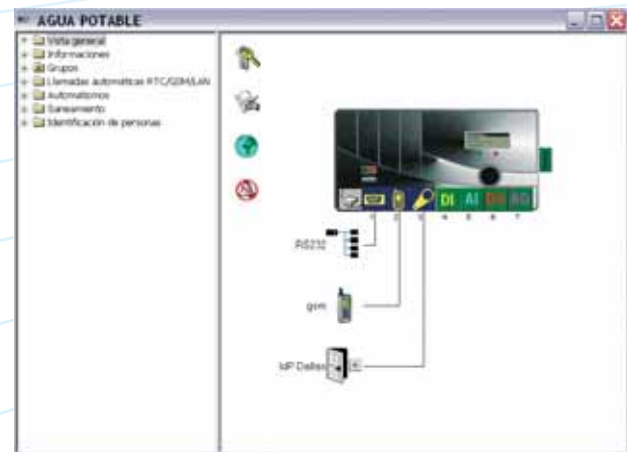 AGUA POTABLE
Vista general
Informaciones
Grupos
Llamadas automáticas RTC/GSM/LAN
Automatismos
Saneamiento
Identificación de personas
DI AI DO AO
1 2 3 4 5 6 7
RS232
gsm
MP Dallas